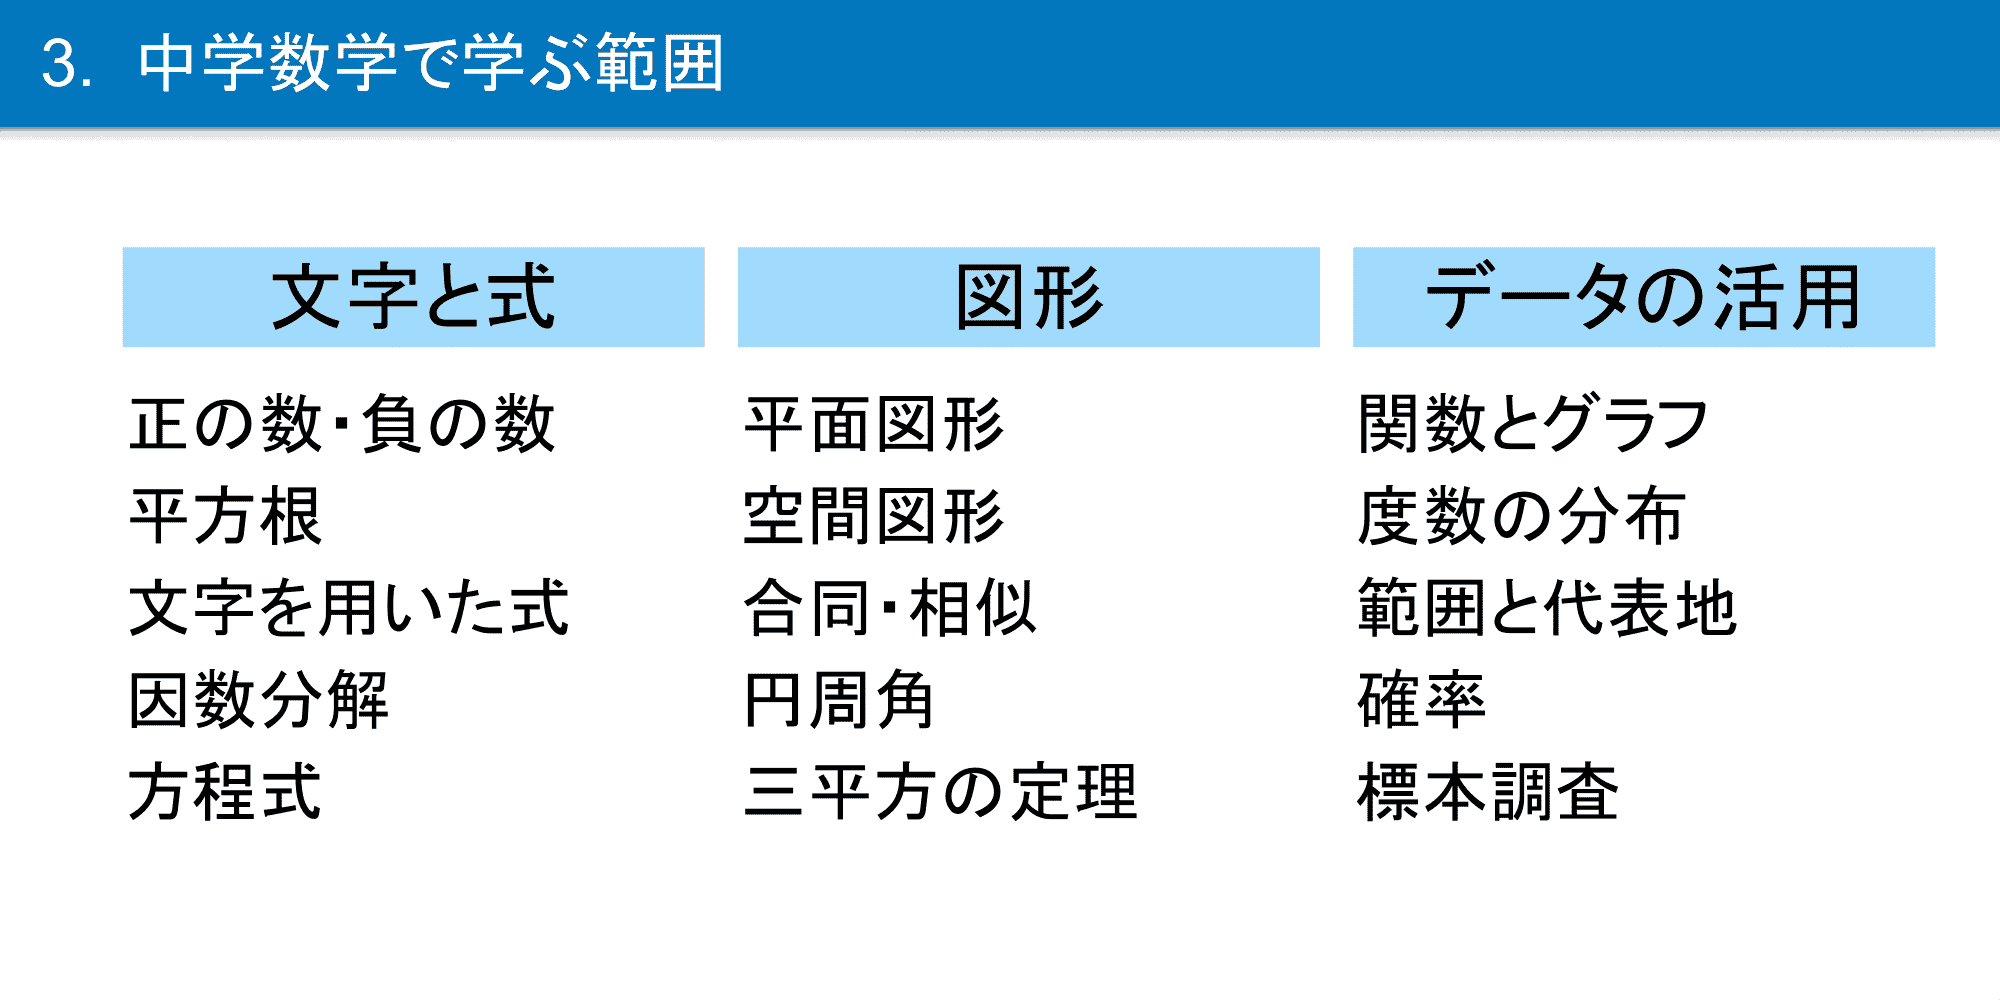 3. 中学数学で学ぶ範囲
文字と式
正の数・負の数
平方根
文字を用いた式
因数分解
方程式
図形
平面図形
空間図形
合同・相似
円周角
三平方の定理
データの活用
関数とグラフ
度数の分布
範囲と代表地
確率
標本調査